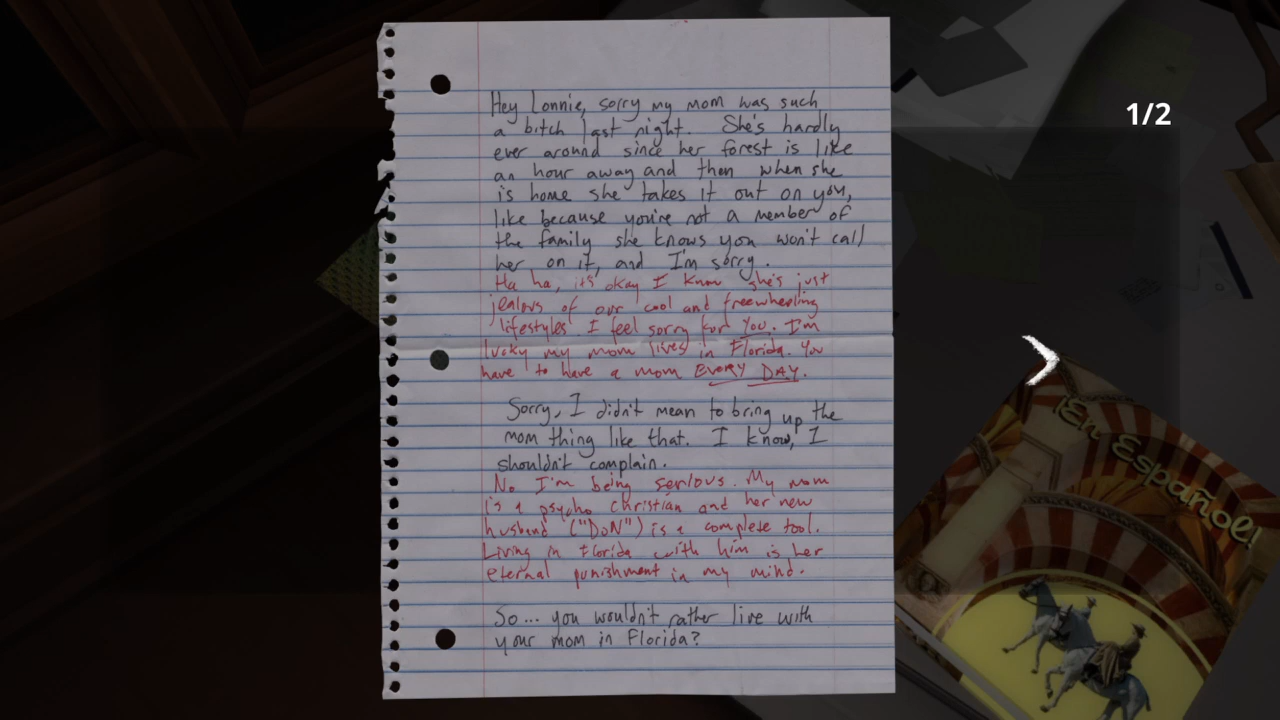 1/2
Hey Lonnie, sorry my mom was such
a bitch last night. She's hardly
ever around since her forest is like
an hour away and then when she
is home she takes it out on you,
like because you're not a member of
the family she knows you won't call
her on it, and I'm sorry.
Ha ha, it's okay I know she's just
jealous of our cool and freewheeling
lifestyles I feel sorry for You. I'm
lucky my mom lives in Florida. You
have to have a mom EVERY DAY.
Sorry, I didn't mean to bring up the
mom thing like that. I know, I
shouldn't complain.
No I'm being serious. My mom
is a psycho christian and her new
husband ("DON") is a complete tool.
Living in Florida with him is her
eternal punishment in my mind.
So... you wouldn't rather live with
your mom in Florida?
¡En Español!